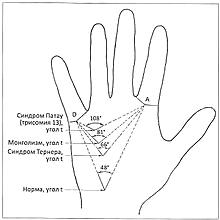 D
A
Синдром Патау
(трисомия 13),
угол t
108°
81°
Монголизм, угол t
66°
Синдром Тернера,
угол t
48°
Норма, угол t